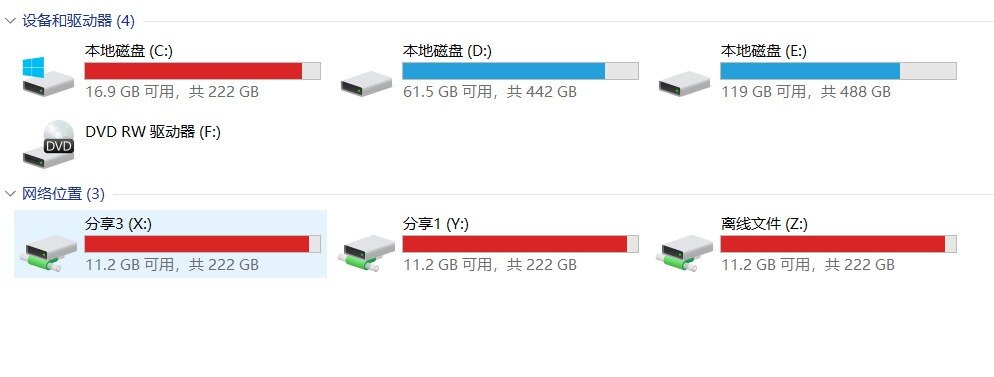 设备和驱动器 (4)
本地磁盘 (C:)
16.9 GB 可用，共 222 GB
本地磁盘 (D:)
61.5 GB 可用，共 442 GB
本地磁盘 (E:)
119 GB 可用，共 488 GB
DVD
DVD RW 驱动器 (F:)
网络位置 (3)
分享3 (X:)
11.2 GB 可用，共 222 GB
分享1 (Y:)
11.2 GB 可用，共 222 GB
离线文件 (Z:)
11.2 GB 可用，共 222 GB